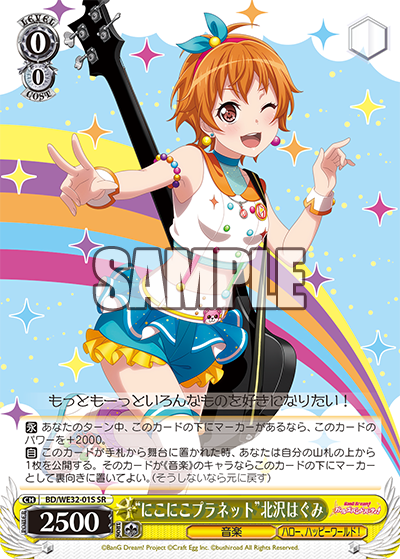 LEVEL
0
0
COST
SAMPLE
もっともーっといろんなものを好きになりたい！
永 あなたのターン中、このカードの下にマーカーがあるなら、このカードの
パワーを＋2000。
自 このカードが手札から舞台に置かれた時、あなたは自分の山札の上から
1枚を公開する。そのカードが《音楽》のキャラならこのカードの下にマーカー
として裏向きに置いてよい。（そうしないなら元に戻す）
CH BD/WE32-01S SR
"にこにこプラネット"北沢はぐみ
2500
音楽
ハロー、ハッピーワールド！
©BanG Dream! Project ©Craft Egg Inc. ©bushiroad All Rights Reserved.